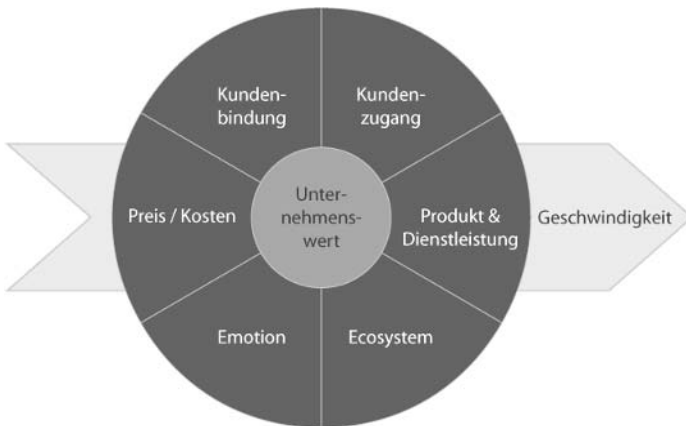 Kunden-
bindung
Kunden-
zugang
Preis / Kosten
Unter-
nehmens-
wert
Produkt &
Dienstleistung
Geschwindigkeit
Emotion
Ecosystem